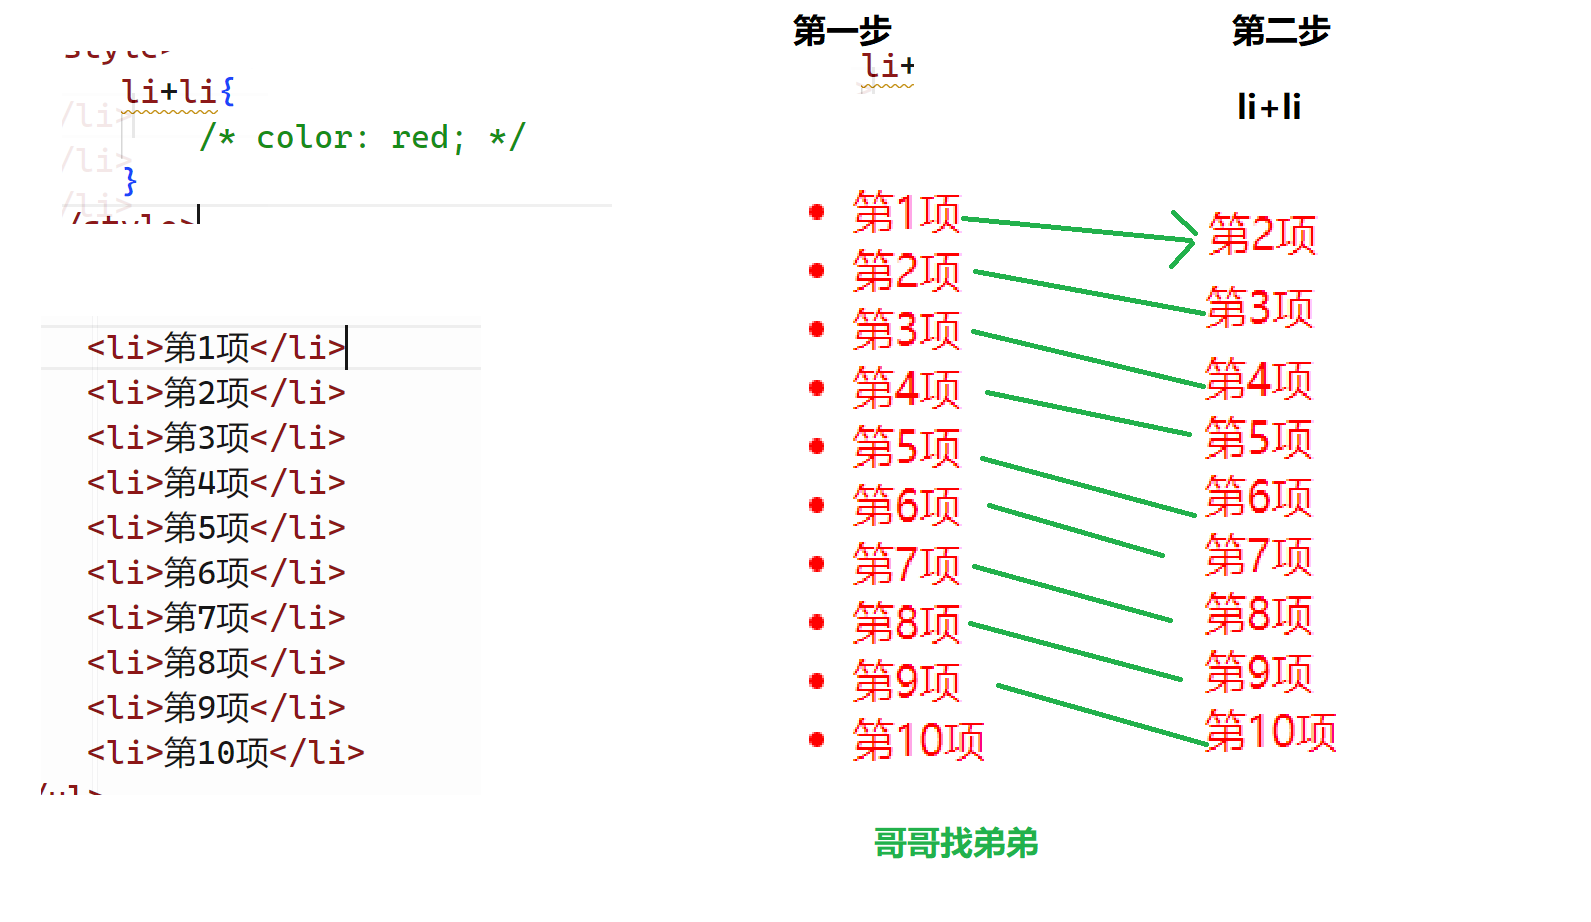 style>
li+li{
/li>
/* color: red; */
/li>
}
/li>
/style>
<li>第1项</li>
<li>第2项</li>
<li>第3项</li>
<li>第4项</li>
<li>第5项</li>
<li>第6项</li>
<li>第7项</li>
<li>第8项</li>
<li>第9项</li>
<li>第10项</li>
/ul>
第一步
li+
第1项
第2项
第3项
第4项
第5项
第6项
第7项
第8项
第9项
第10项
第二步
li+li
第2项
第3项
第4项
第5项
第6项
第7项
第8项
第9项
第10项
哥哥找弟弟